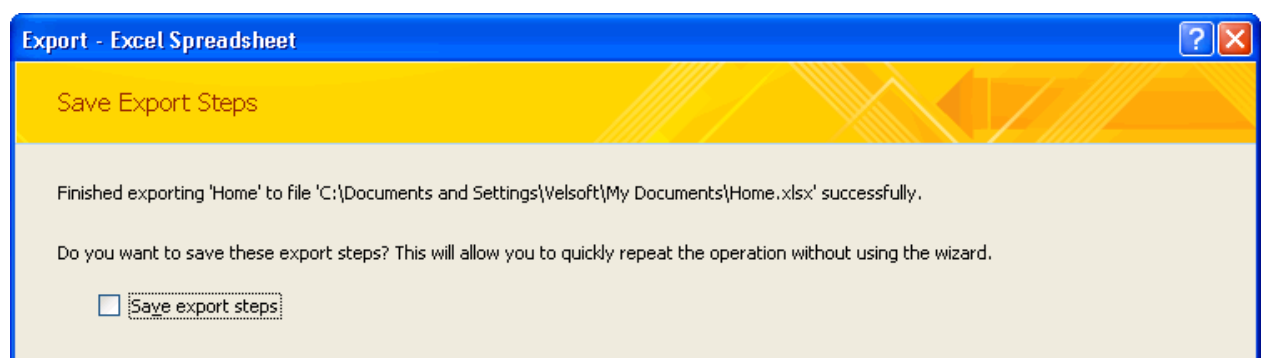 Export - Excel Spreadsheet
Save Export Steps
Finished exporting 'Home' to file 'C:\Documents and Settings\Velsoft\My Documents\Home.xlsx' successfully.
Do you want to save these export steps? This will allow you to quickly repeat the operation without using the wizard.
Save export steps